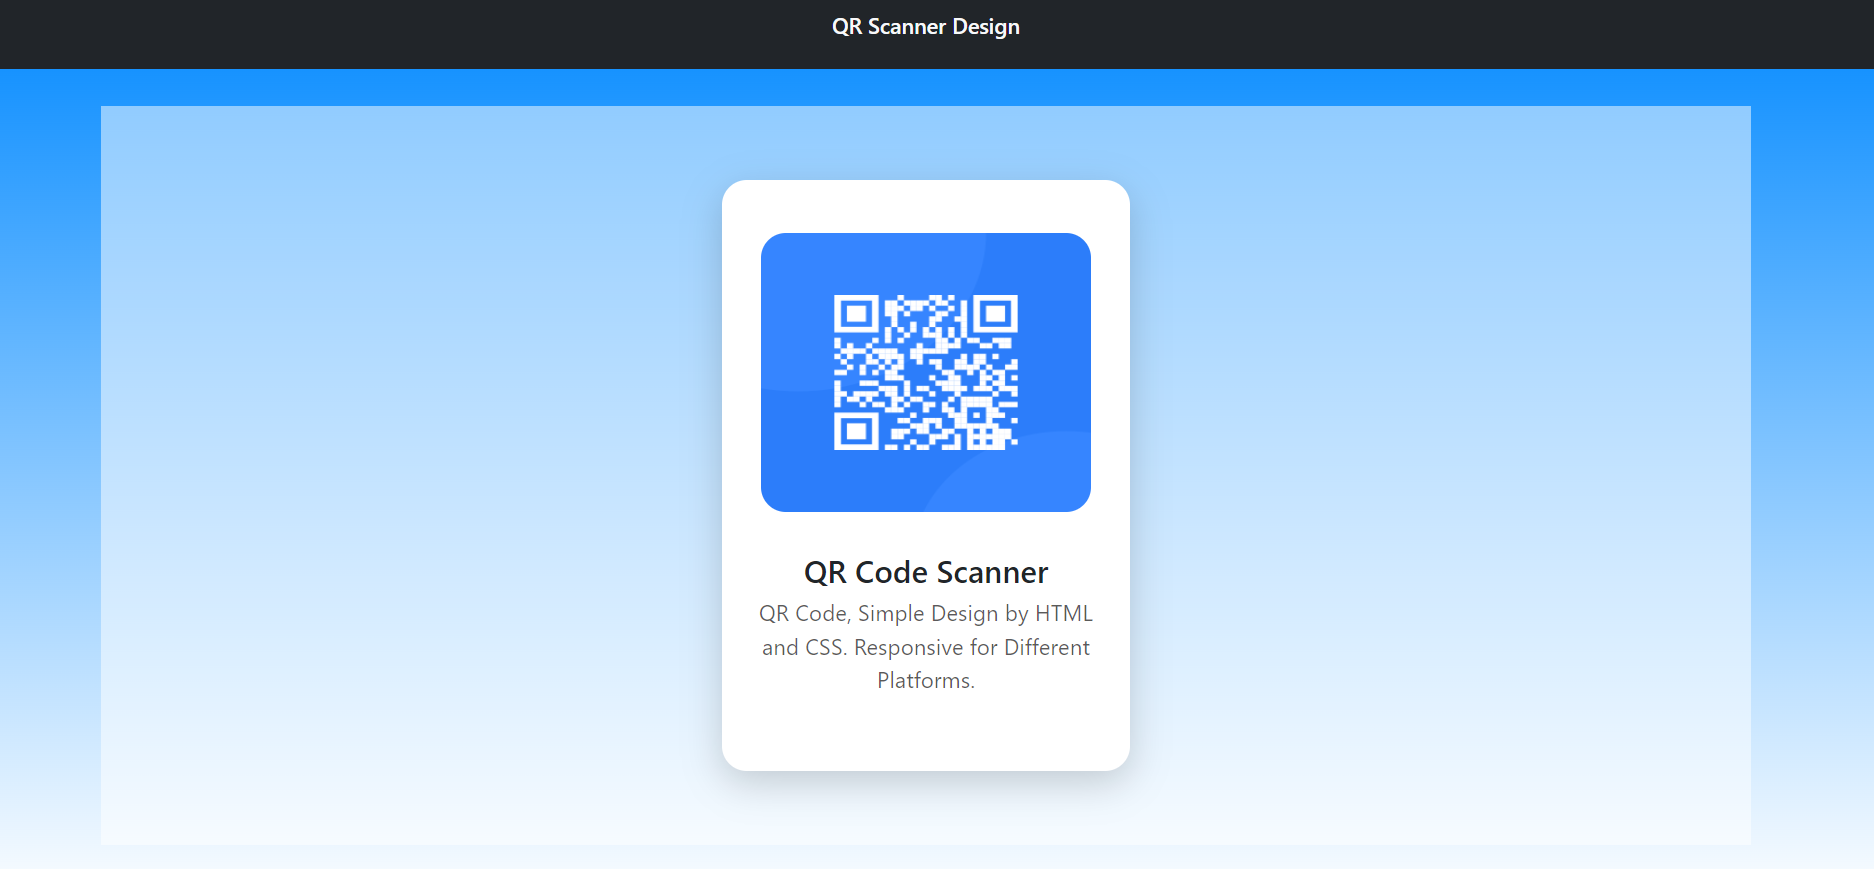 QR Scanner Design
QR Code Scanner
QR Code, Simple Design by HTML
and CSS. Responsive for Different
Platforms.